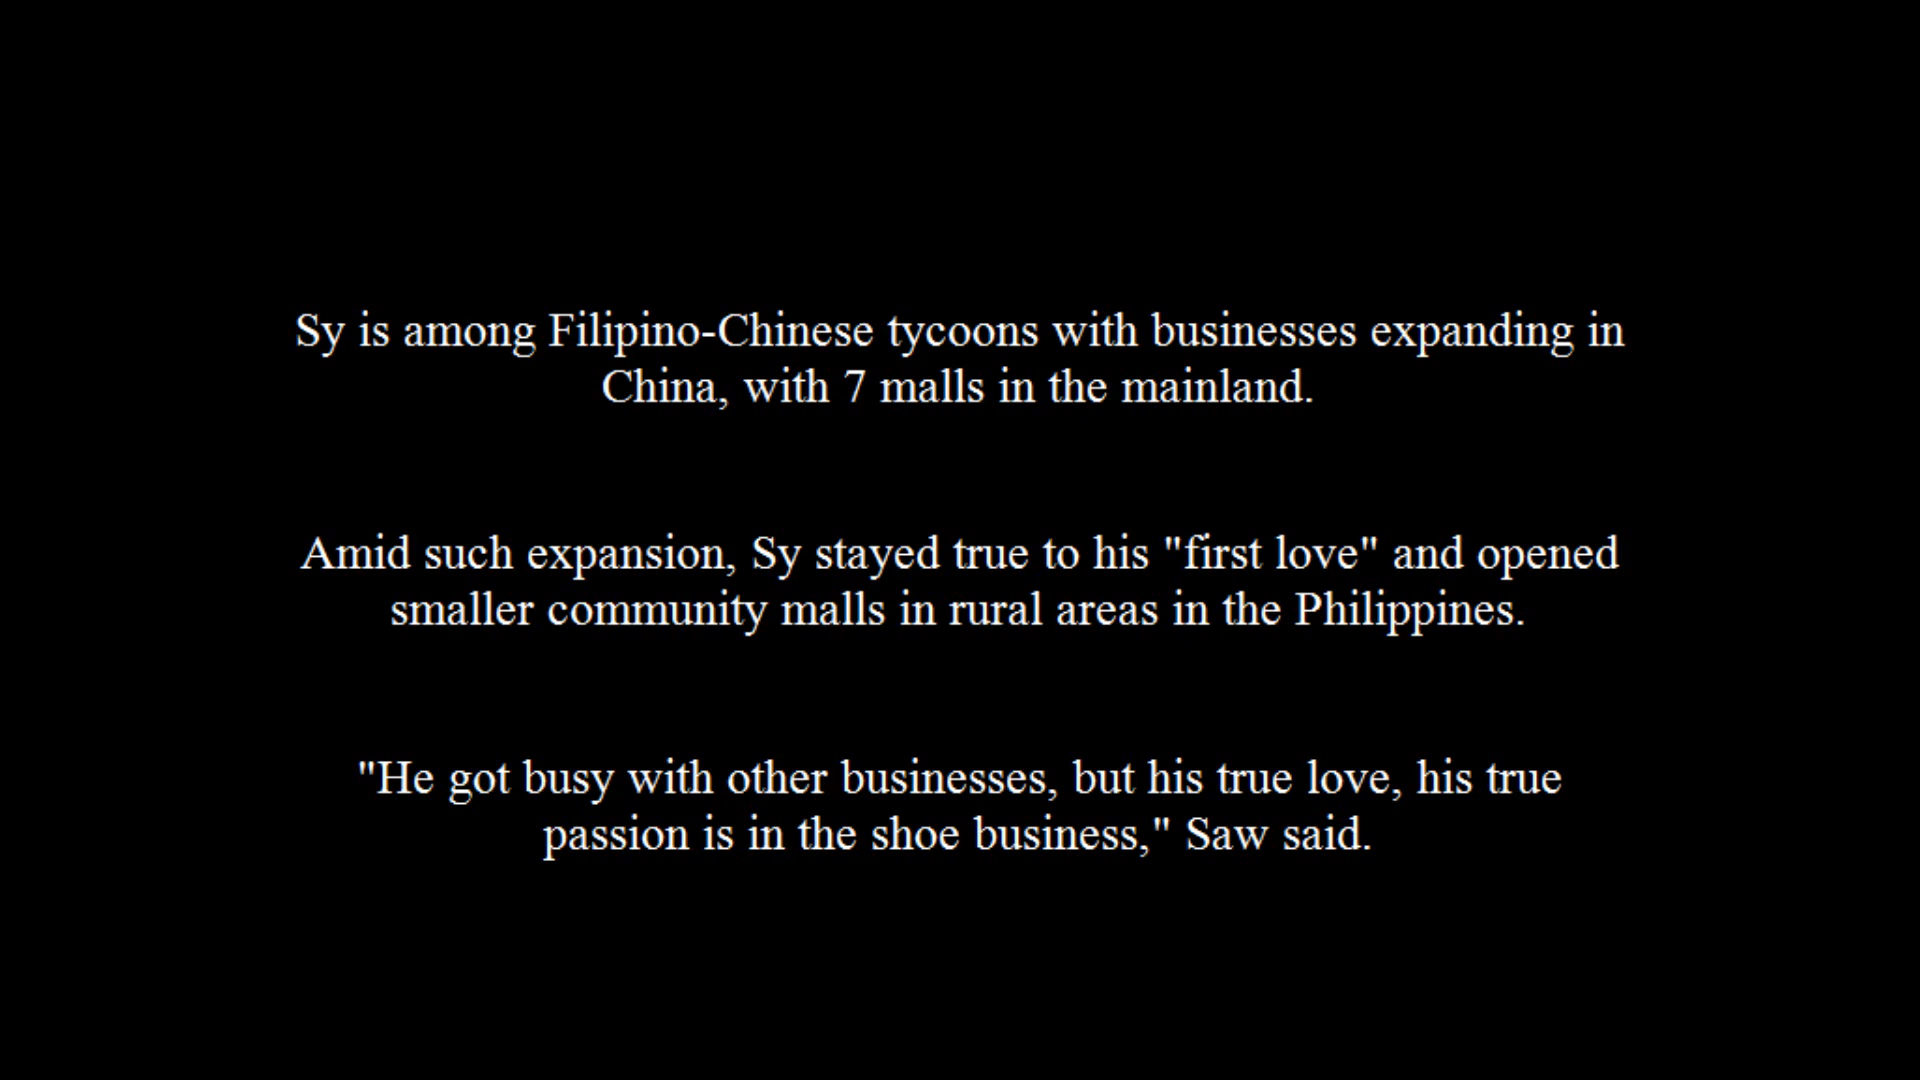 Sy is among Filipino-Chinese tycoons with businesses expanding in
China, with 7 malls in the mainland.
Amid such expansion, Sy stayed true to his "first love" and opened
smaller community malls in rural areas in the Philippines.
"He got busy with other businesses, but his true love, his true
passion is in the shoe business," Saw said.